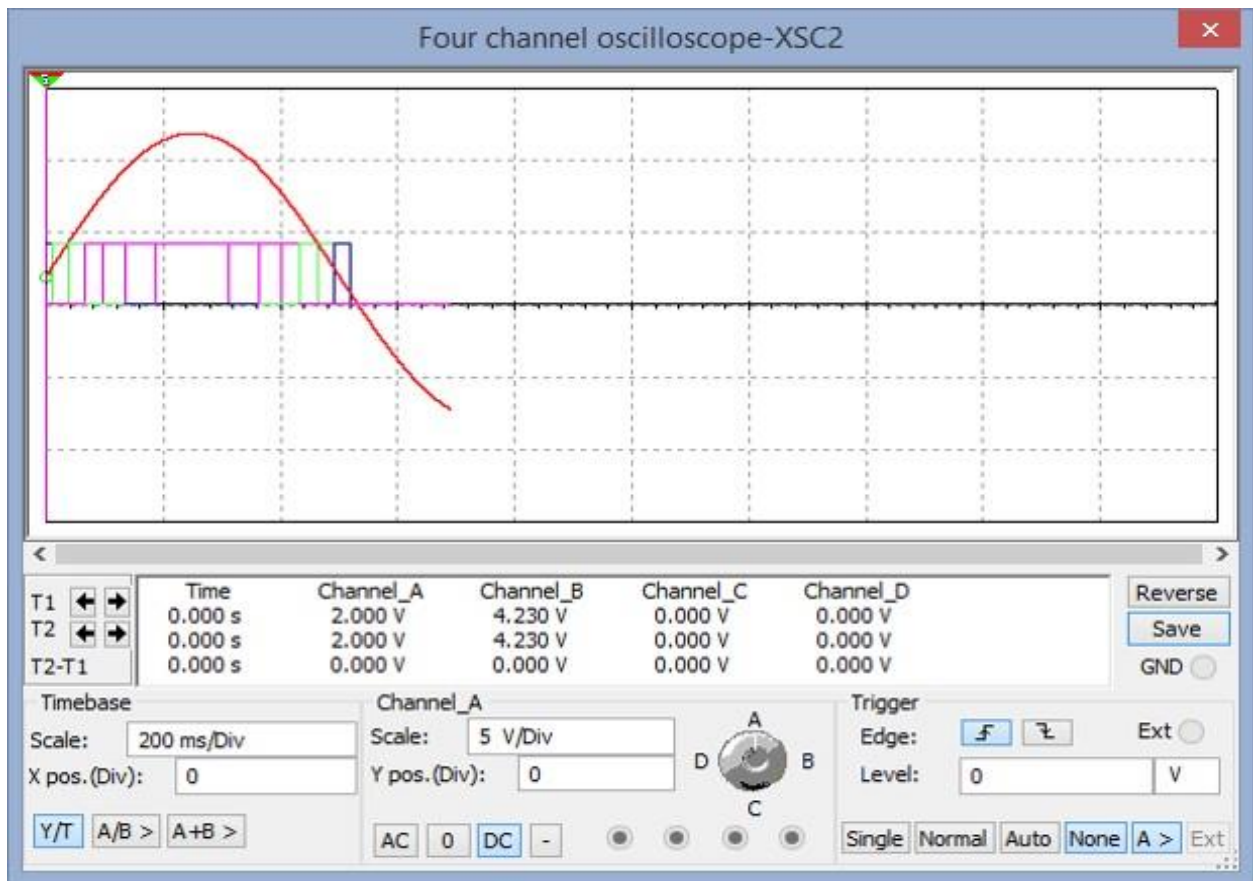 Four channel oscilloscope-XSC2
Time Channel_A Channel_B Channel_C Channel_D
T1 0.000 s 2.000 V 4.230 V 0.000 V 0.000 V
T2 0.000 s 2.000 V 4.230 V 0.000 V 0.000 V
T2-T1 0.000 s 0.000 V 0.000 V 0.000 V 0.000 V
Reverse
Save
GND
Timebase
Scale: 200 ms/Div
X pos.(Div): 0
Y/T A/B > A+B >
Channel_A
Scale: 5 V/Div
Y pos.(Div): 0
AC 0 DC -
A
D B
C
Trigger
Edge: Ext
Level: 0 V
Single Normal Auto None A > Ext